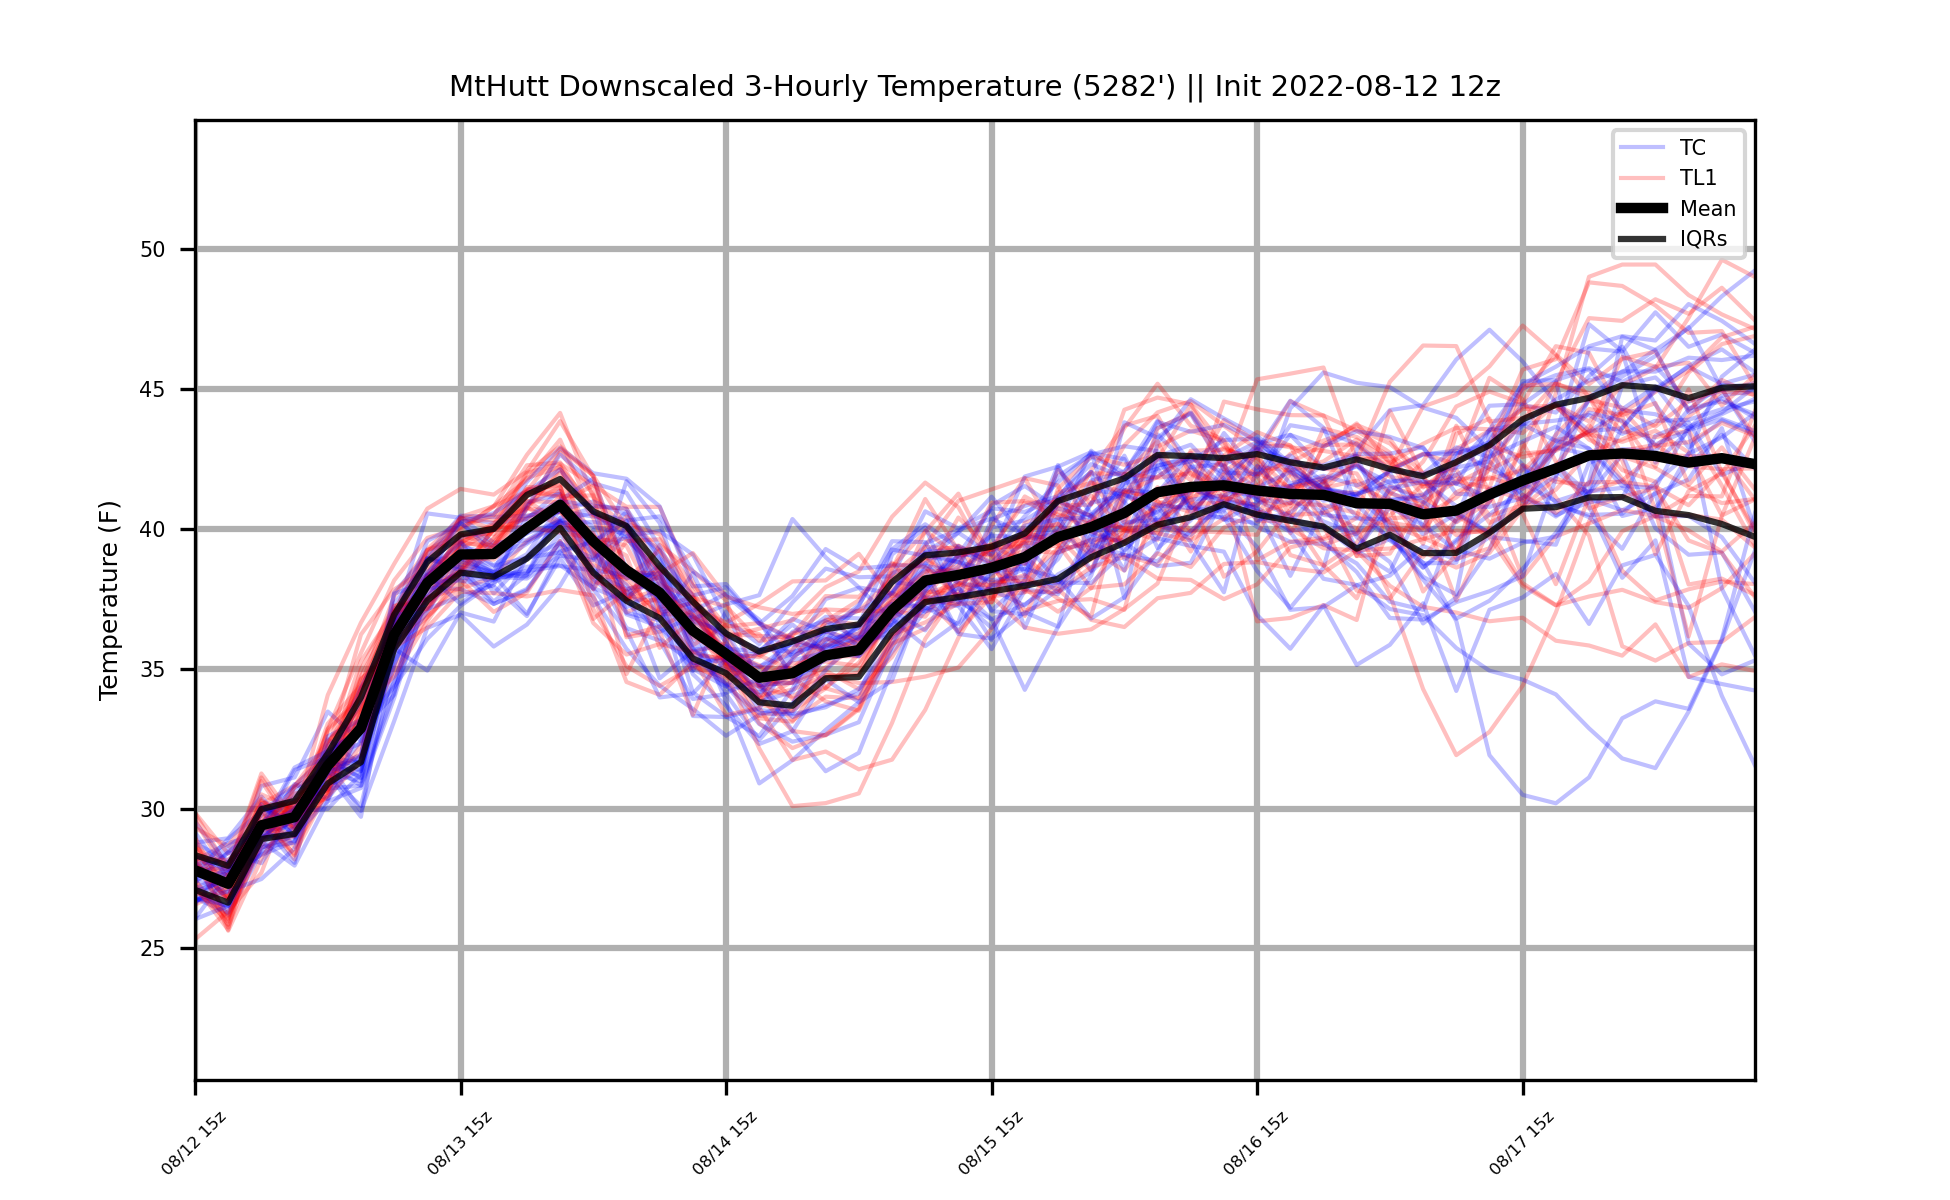 MtHutt Downscaled 3-Hourly Temperature (5282') || Init 2022-08-12 12z
TC
TL1
Mean
IQRs
Temperature (F)
50
45
40
35
30
25
08/12 15z
08/13 15z
08/14 15z
08/15 15z
08/16 15z
08/17 15z